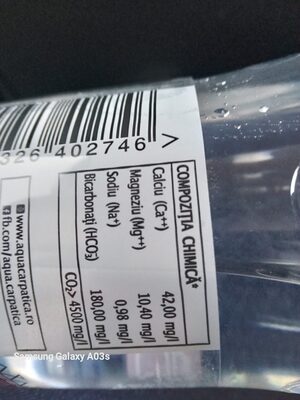 326 402746 >
COMPOZIȚIA CHIMICĂ*
Calciu (Ca⁺⁺) 42,00 mg/l
Magneziu (Mg⁺⁺) 10,40 mg/l
Sodiu (Na⁺) 0,98 mg/l
Bicarbonați (HCO₃) 180,00 mg/l
CO₂> 4500 mg/l
www.aquacarpatica.ro
fb.com/aqua.carpatica
Samsung Galaxy A03s